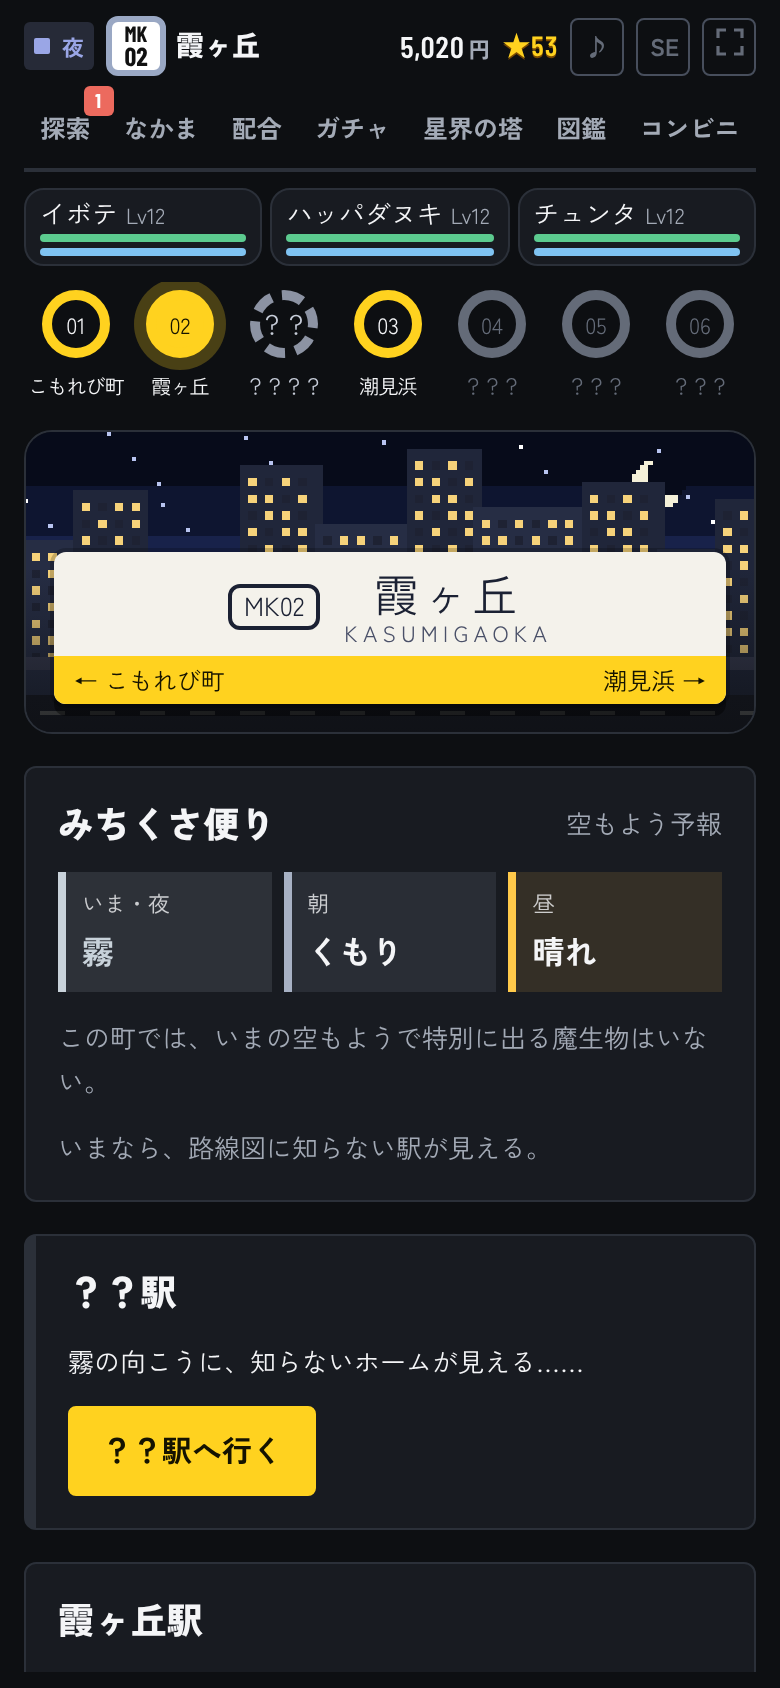 夜 MK 02 霞ヶ丘 5,020円 ★53 ♪ SE
1
探索 なかま 配合 ガチャ 星界の塔 図鑑 コンビニ
イボテ Lv12 ハッパダヌキ Lv12 チュンタ Lv12
01 02 ？？ 03 04 05 06
こもれび町 霞ヶ丘 ？？？？ 潮見浜 ？？？ ？？？ ？？？
MK02 霞ヶ丘
KASUMIGAOKA
← こもれび町 潮見浜 →
みちくさ便り 空もよう予報
いま・夜 朝 昼
霧 くもり 晴れ
この町では、いまの空もようで特別に出る魔生物はいな
い。
いまなら、路線図に知らない駅が見える。
？？駅
霧の向こうに、知らないホームが見える……
？？駅へ行く
霞ヶ丘駅